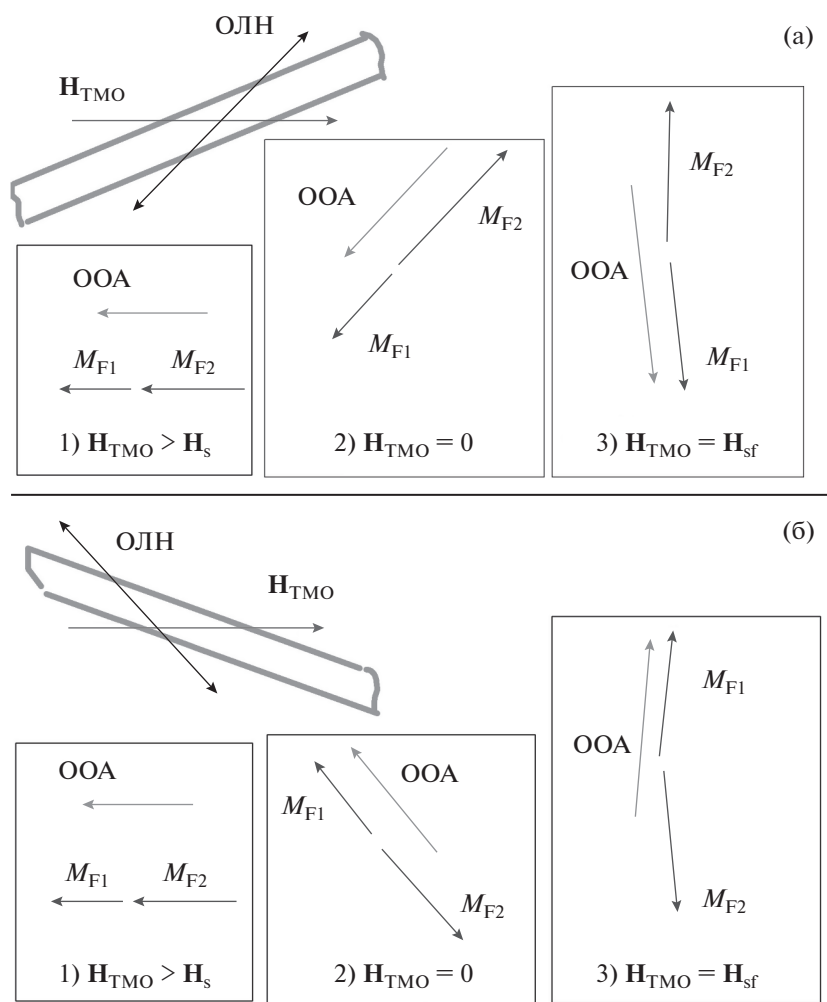 ОЛН
(а)
H_TMO
M_F2
ООА
M_F2
ООА
ООА
M_F1
M_F1
M_F1 M_F2
1) H_TMO > H_s
2) H_TMO = 0
3) H_TMO = H_sf
(б)
ОЛН
H_TMO
M_F1
ООА
ООА
ООА
M_F1
M_F1 M_F2
M_F2
M_F2
1) H_TMO > H_s
2) H_TMO = 0
3) H_TMO = H_sf